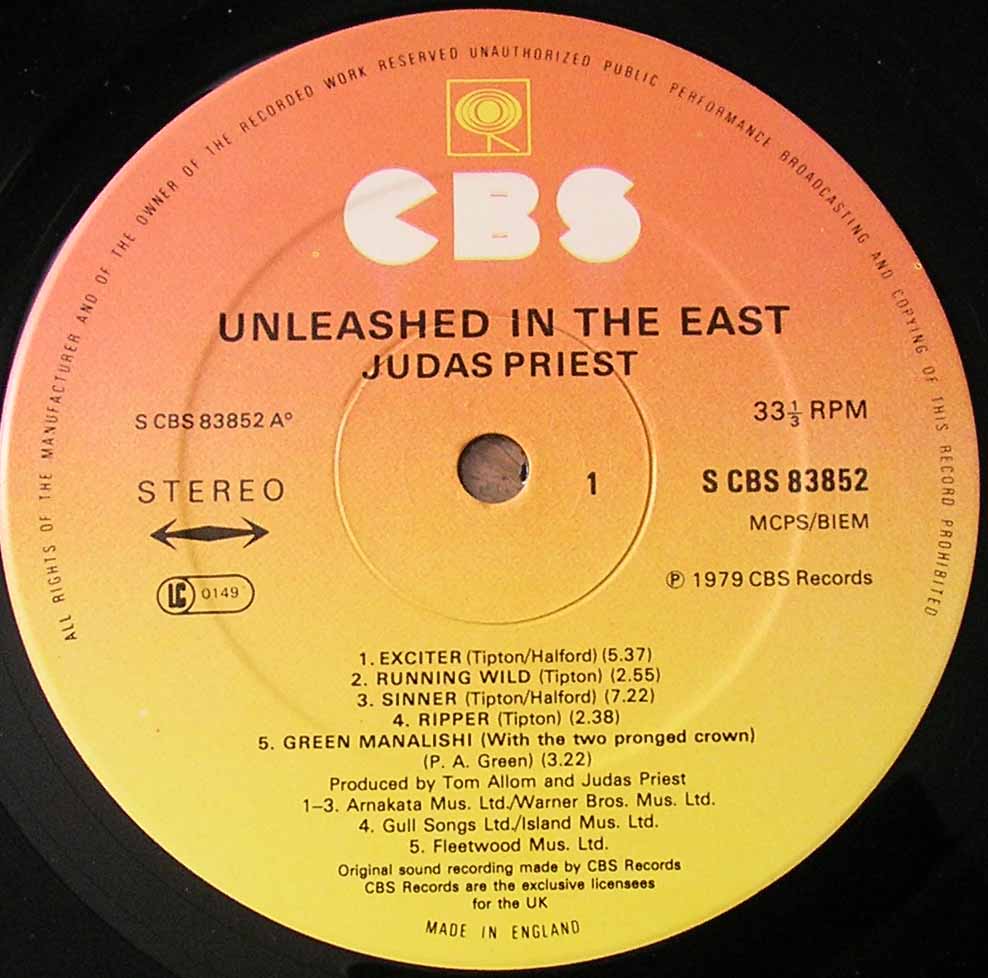 ALL RIGHTS OF THE MANUFACTURER AND OF THE OWNER OF THE RECORDED WORK RESERVED UNAUTHORIZED PUBLIC PERFORMANCE BROADCASTING AND COPYING OF THIS RECORD PROHIBITED
CBS
UNLEASHED IN THE EAST
JUDAS PRIEST
S CBS 83852 A°
33⅓ RPM
STEREO
1
S CBS 83852
MCPS/BIEM
LC 0149
℗ 1979 CBS Records
1. EXCITER (Tipton/Halford) (5.37)
2. RUNNING WILD (Tipton) (2.55)
3. SINNER (Tipton/Halford) (7.22)
4. RIPPER (Tipton) (2.38)
5. GREEN MANALISHI (With the two pronged crown)
(P. A. Green) (3.22)
Produced by Tom Allom and Judas Priest
1–3. Arnakata Mus. Ltd./Warner Bros. Mus. Ltd.
4. Gull Songs Ltd./Island Mus. Ltd.
5. Fleetwood Mus. Ltd.
Original sound recording made by CBS Records
CBS Records are the exclusive licensees
for the UK
MADE IN ENGLAND